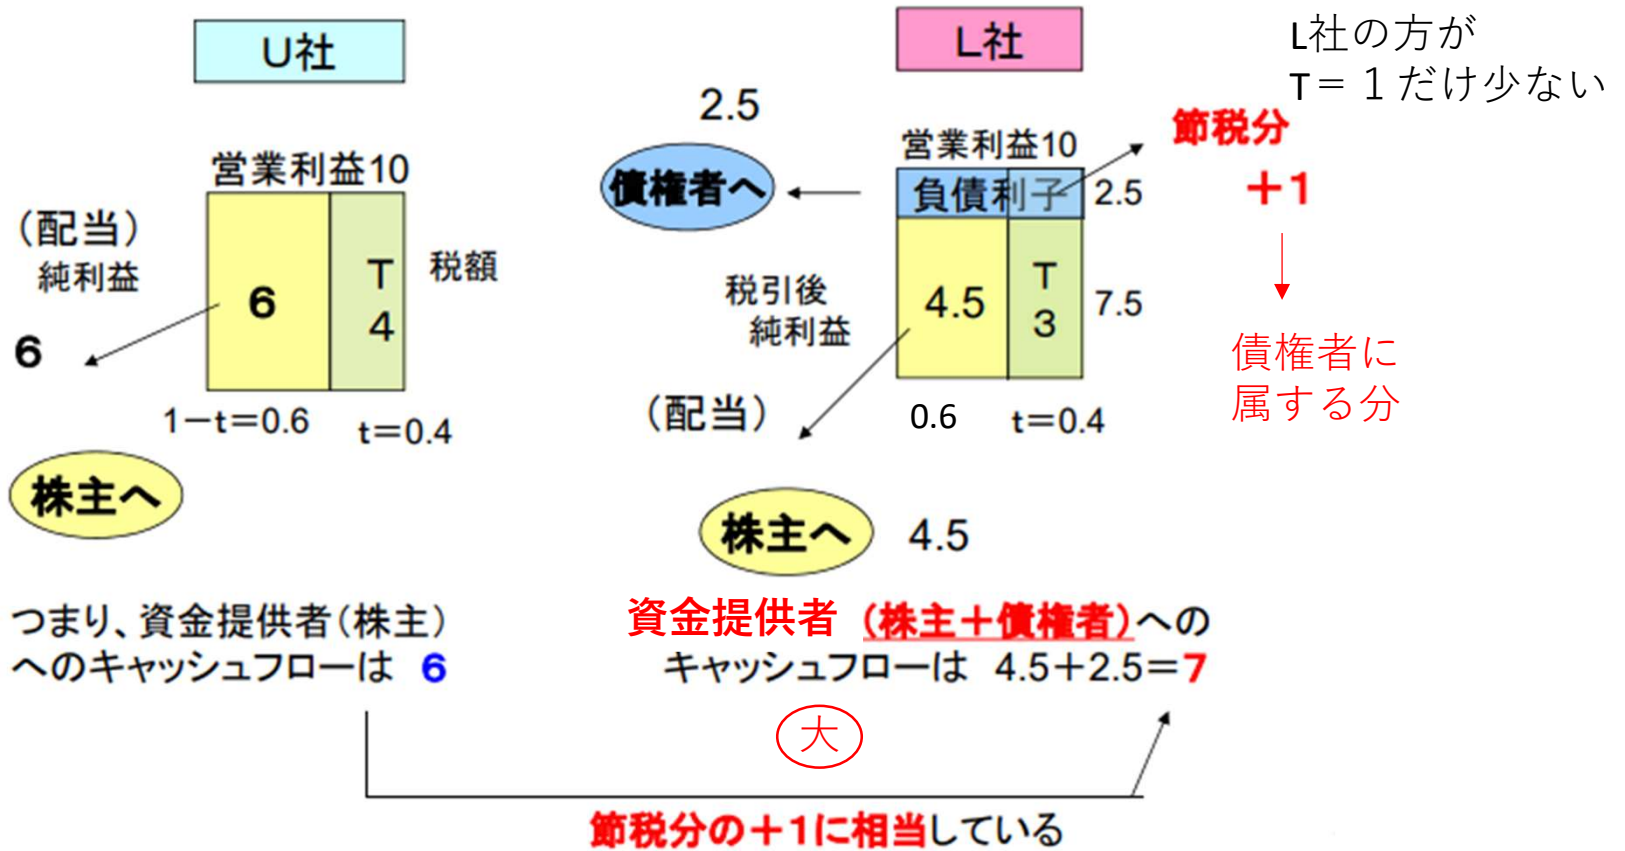 U社
営業利益10
(配当)
純利益
6
6
T
4
税額
1－t＝0.6
t＝0.4
株主へ
つまり、資金提供者(株主)
へのキャッシュフローは 6
L社
2.5
債権者へ
営業利益10
負債利子
2.5
税引後
純利益
4.5
T
3
7.5
(配当)
0.6
t＝0.4
株主へ
4.5
資金提供者 (株主＋債権者)への
キャッシュフローは 4.5＋2.5＝7
大
L社の方が
T＝１だけ少ない
節税分
＋1
債権者に
属する分
節税分の＋1に相当している